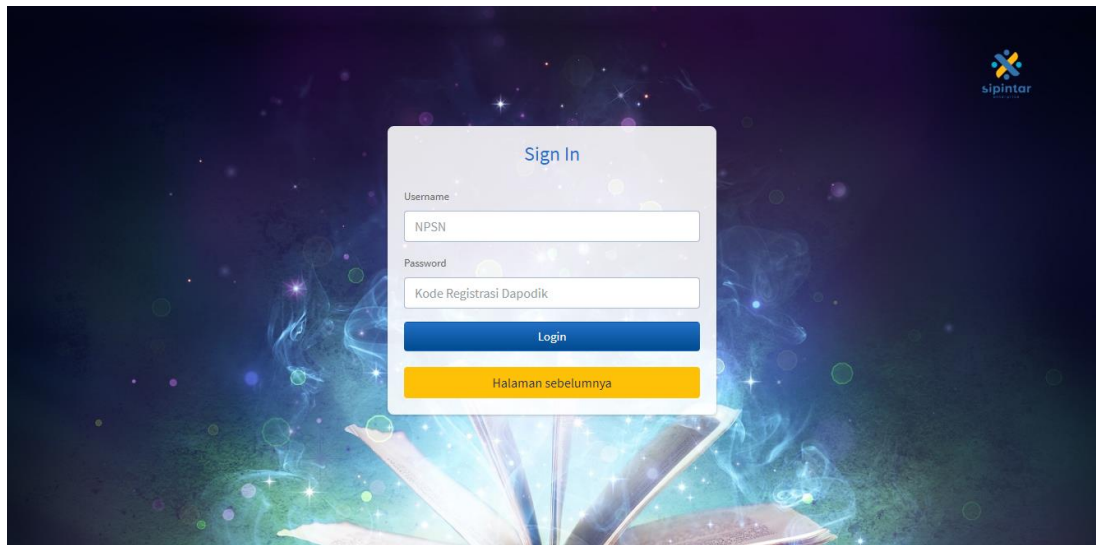 sipintar
Sign In
Username
NPSN
Password
Kode Registrasi Dapodik
Login
Halaman sebelumnya